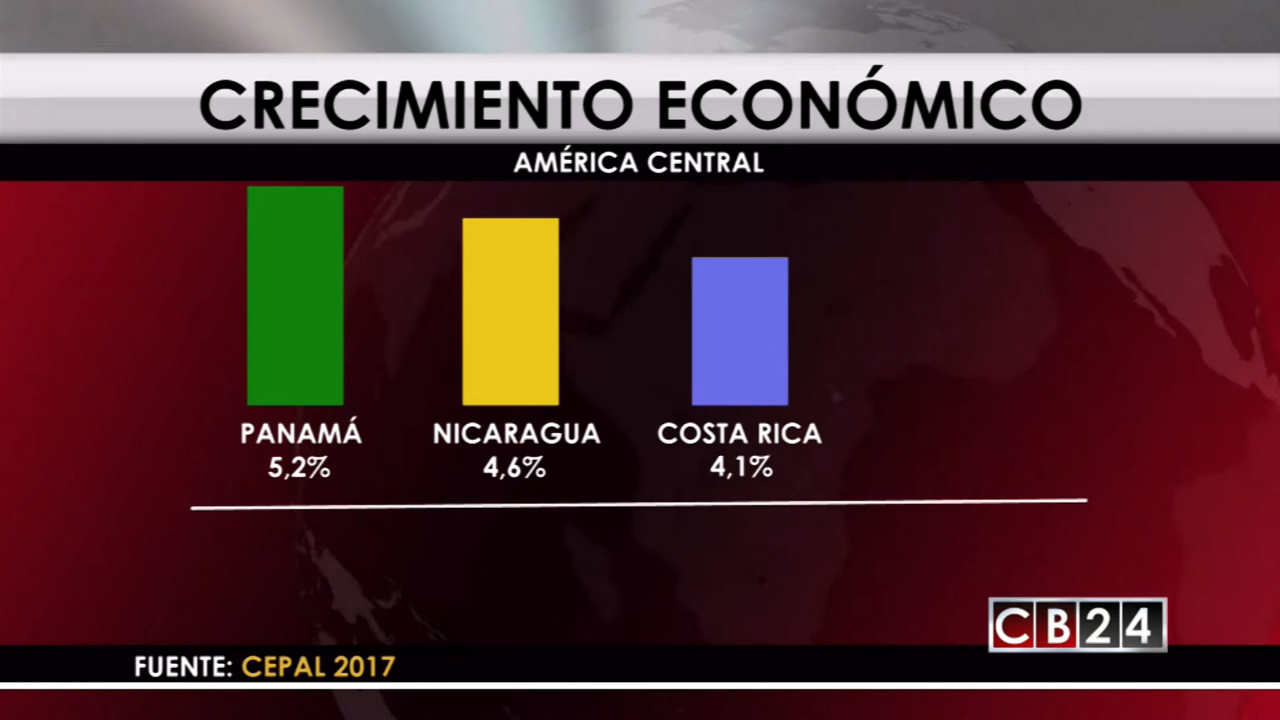 CRECIMIENTO ECONÓMICO
AMÉRICA CENTRAL
PANAMÁ NICARAGUA COSTA RICA
5,2% 4,6% 4,1%
CB24
FUENTE: CEPAL 2017